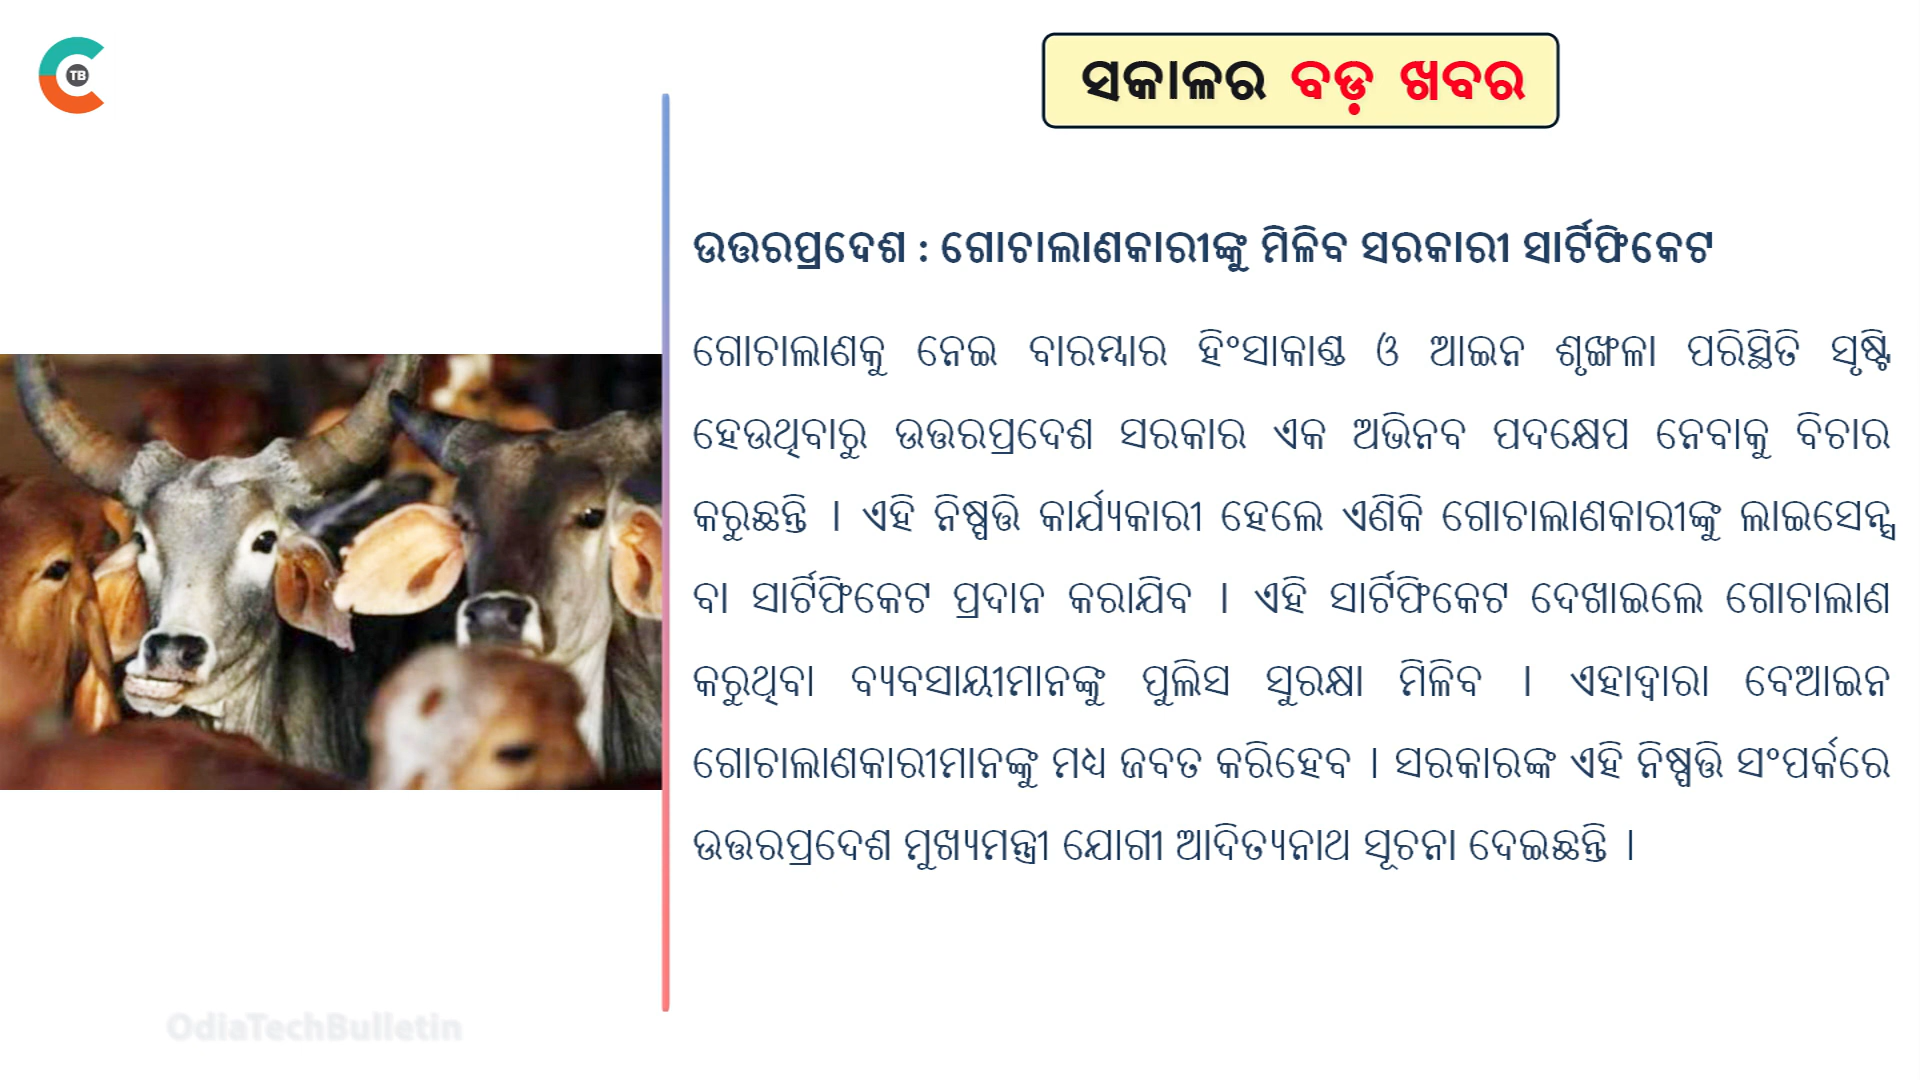 TB
ସକାଳର ବଡ଼ ଖବର
ଉତ୍ତରପ୍ରଦେଶ : ଗୋଚାଲାଣକାରୀଙ୍କୁ ମିଳିବ ସରକାରୀ ସାର୍ଟିଫିକେଟ
ଗୋଚାଲାଣକୁ ନେଇ ବାରମ୍ବାର ହିଂସାକାଣ୍ଡ ଓ ଆଇନ ଶୃଙ୍ଖଳା ପରିସ୍ଥିତି ସୃଷ୍ଟି
ହେଉଥିବାରୁ ଉତ୍ତରପ୍ରଦେଶ ସରକାର ଏକ ଅଭିନବ ପଦକ୍ଷେପ ନେବାକୁ ବିଚାର
କରୁଛନ୍ତି । ଏହି ନିଷ୍ପତ୍ତି କାର୍ଯ୍ୟକାରୀ ହେଲେ ଏଣିକି ଗୋଚାଲାଣକାରୀଙ୍କୁ ଲାଇସେନ୍ସ
ବା ସାର୍ଟିଫିକେଟ ପ୍ରଦାନ କରାଯିବ । ଏହି ସାର୍ଟିଫିକେଟ ଦେଖାଇଲେ ଗୋଚାଲାଣ
କରୁଥିବା ବ୍ୟବସାୟୀମାନଙ୍କୁ ପୁଲିସ ସୁରକ୍ଷା ମିଳିବ । ଏହାଦ୍ୱାରା ବେଆଇନ
ଗୋଚାଲାଣକାରୀମାନଙ୍କୁ ମଧ୍ୟ ଜବତ କରିହେବ । ସରକାରଙ୍କ ଏହି ନିଷ୍ପତ୍ତି ସଂପର୍କରେ
ଉତ୍ତରପ୍ରଦେଶ ମୁଖ୍ୟମନ୍ତ୍ରୀ ଯୋଗୀ ଆଦିତ୍ୟନାଥ ସୂଚନା ଦେଇଛନ୍ତି ।
OdiaTechBulletin